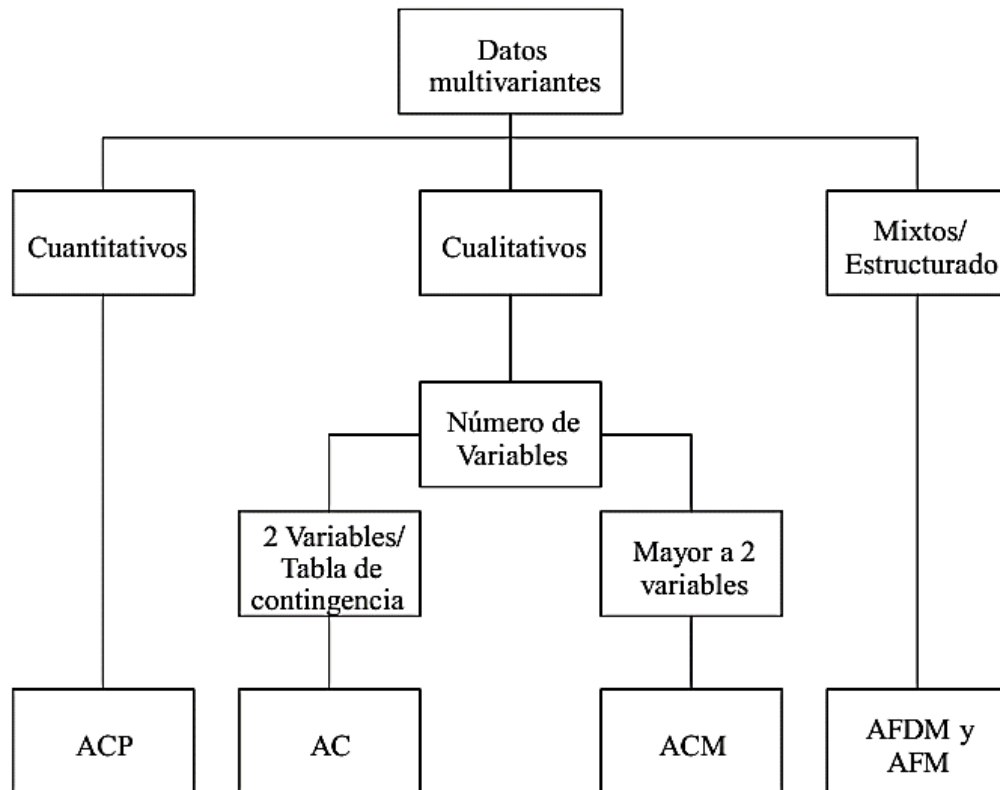 Datos
multivariantes
Cuantitativos
Cualitativos
Mixtos/
Estructurado
Número de
Variables
2 Variables/
Tabla de
contingencia
Mayor a 2
variables
ACP
AC
ACM
AFDM y
AFM